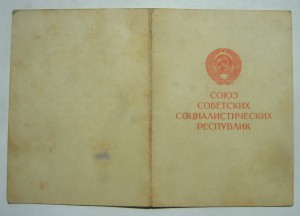 СОЮЗ
СОВЕТСКИХ
СОЦИАЛИСТИЧЕСКИХ
РЕСПУБЛИК